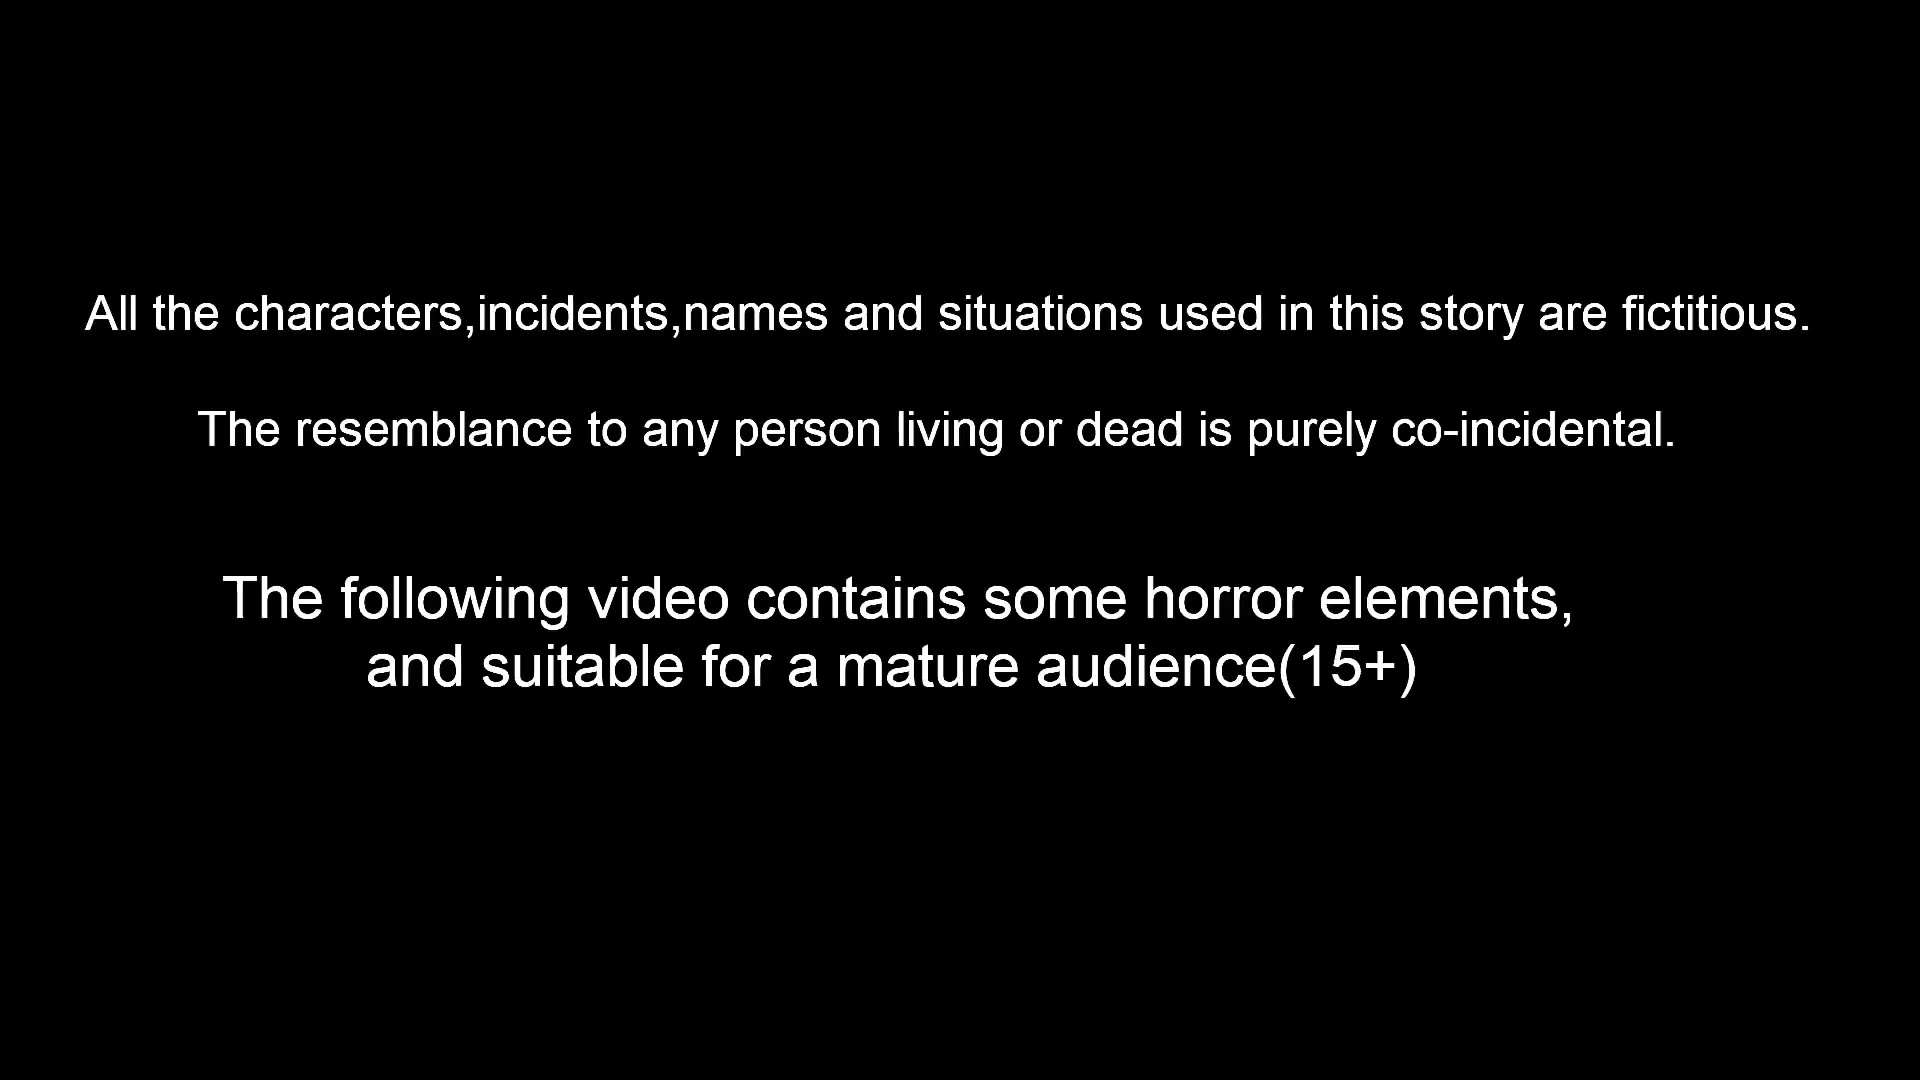 All the characters,incidents,names and situations used in this story are fictitious.
The resemblance to any person living or dead is purely co-incidental.
The following video contains some horror elements,
and suitable for a mature audience(15+)